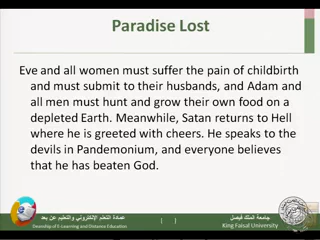 Paradise Lost
Eve and all women must suffer the pain of childbirth
and must submit to their husbands, and Adam and
all men must hunt and grow their own food on a
depleted Earth. Meanwhile, Satan returns to Hell
where he is greeted with cheers. He speaks to the
devils in Pandemonium, and everyone believes
that he has beaten God.
عمادة التعلم الإلكتروني والتعليم عن بعد
Deanship of E-Learning and Distance Education
( )
جامعة الملك فيصل
King Faisal University